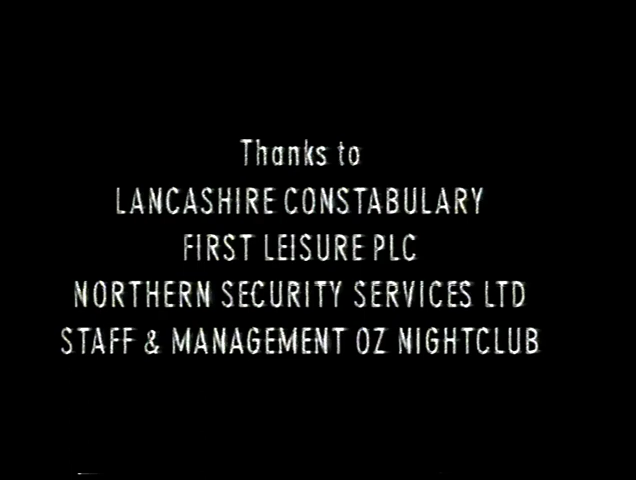 Thanks to
LANCASHIRE CONSTABULARY
FIRST LEISURE PLC
NORTHERN SECURITY SERVICES LTD
STAFF & MANAGEMENT OZ NIGHTCLUB